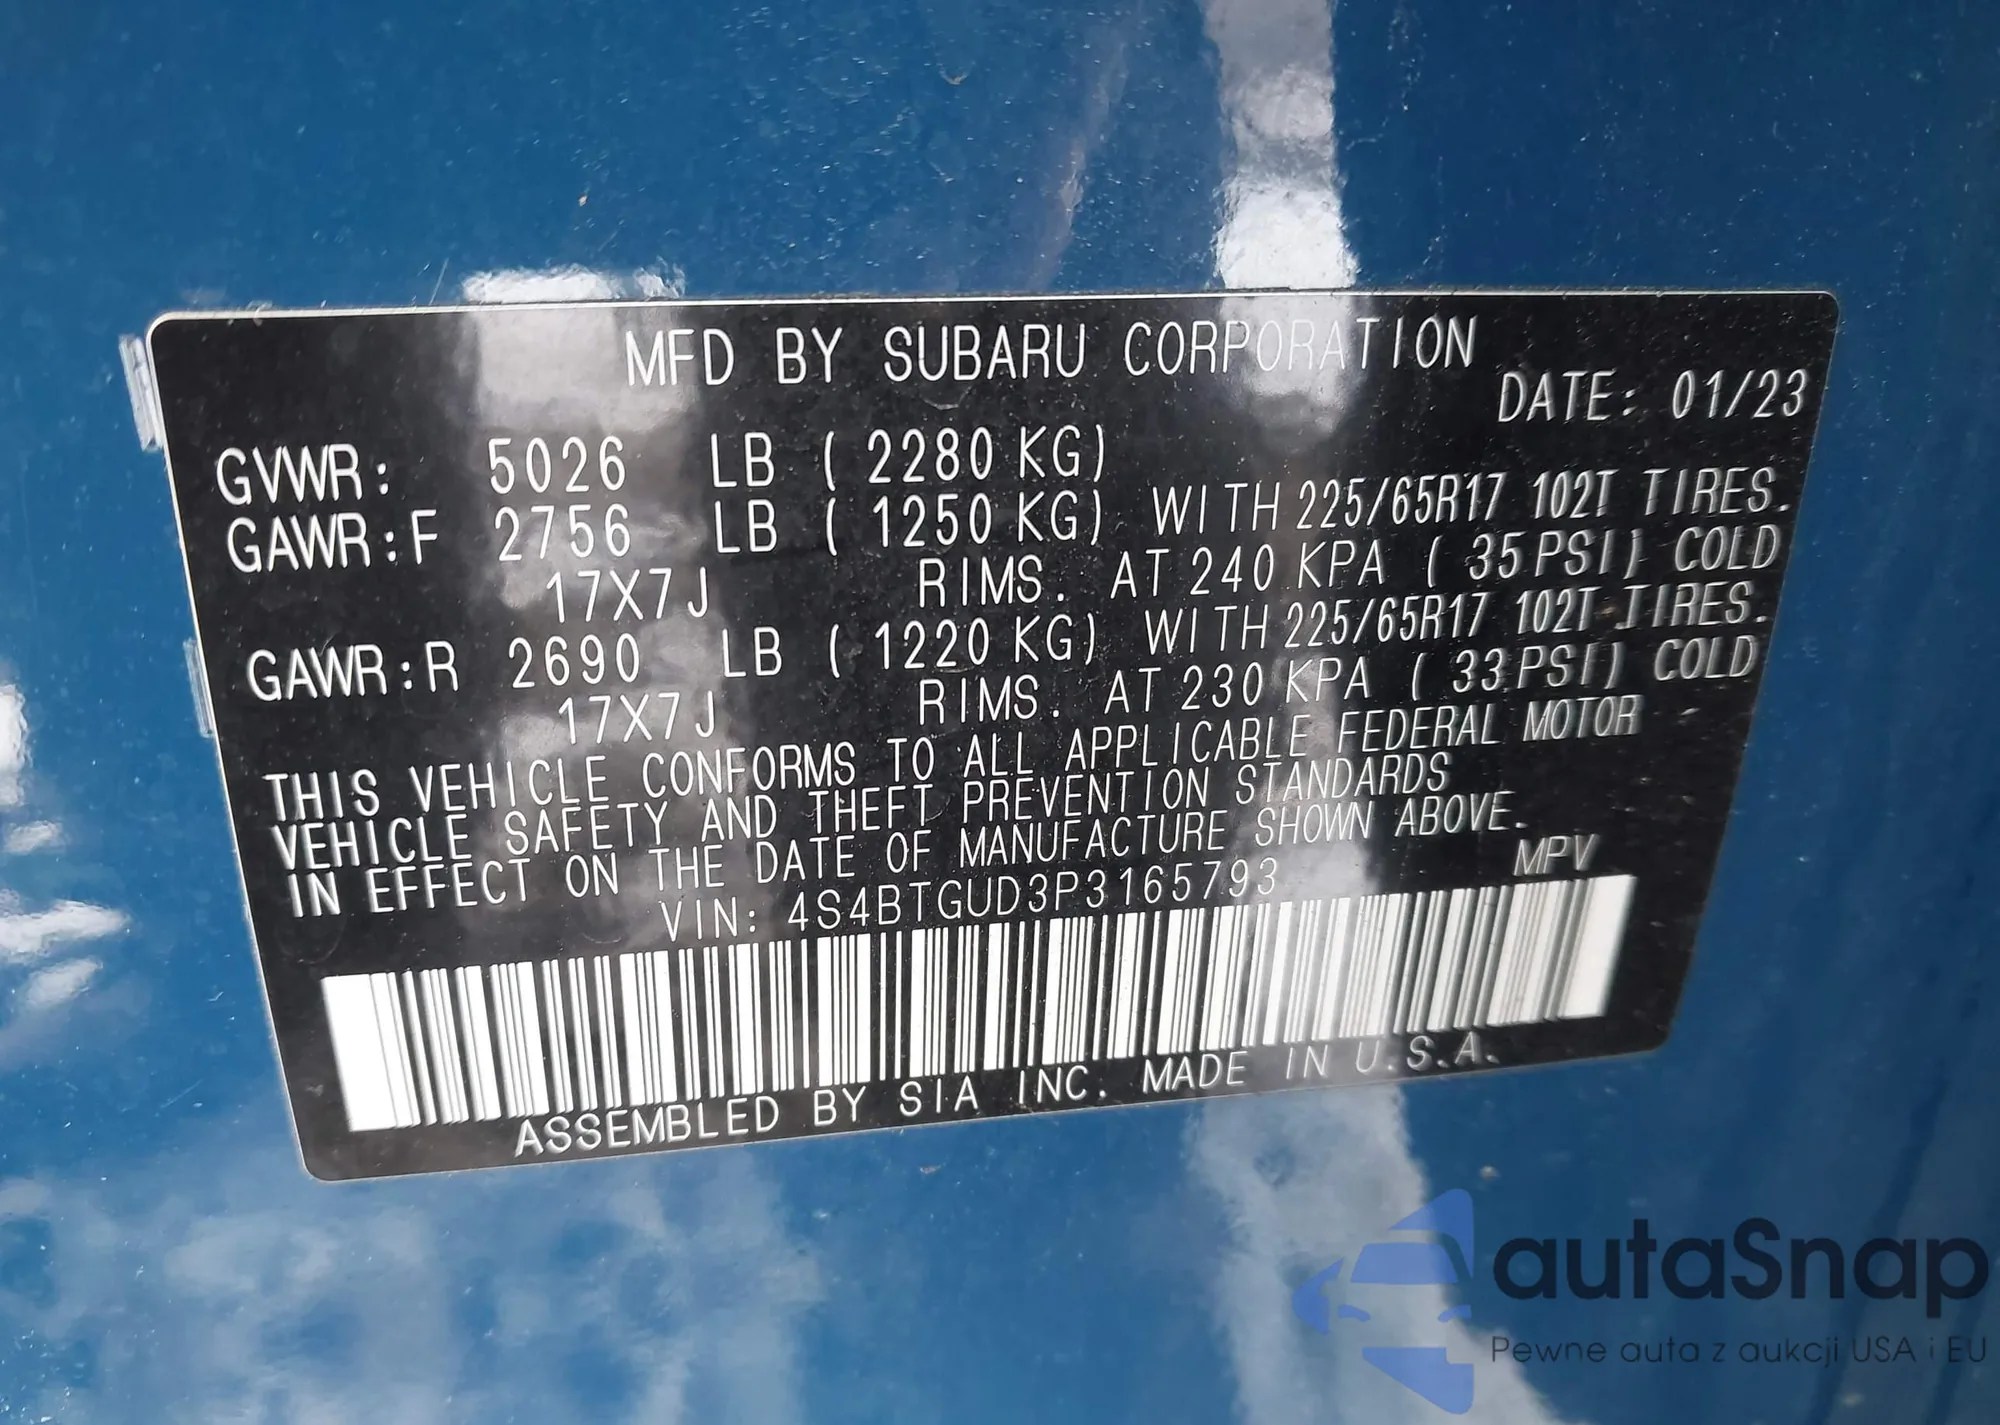 MFD BY SUBARU CORPORATION
DATE: 01/23
GVWR: 5026 LB ( 2280 KG)
GAWR:F 2756 LB ( 1250 KG) WITH 225/65R17 102T TIRES.
17X7J RIMS. AT 240 KPA ( 35 PSI) COLD
GAWR:R 2690 LB ( 1220 KG) WITH 225/65R17 102T TIRES.
17X7J RIMS. AT 230 KPA ( 33 PSI) COLD
THIS VEHICLE CONFORMS TO ALL APPLICABLE FEDERAL MOTOR
VEHICLE SAFETY AND THEFT PREVENTION STANDARDS
IN EFFECT ON THE DATE OF MANUFACTURE SHOWN ABOVE.
VIN: 4S4BTGUD3P3165793 MPV
ASSEMBLED BY SIA INC. MADE IN U.S.A.
autaSnap
Pewne auta z aukcji USA i EU